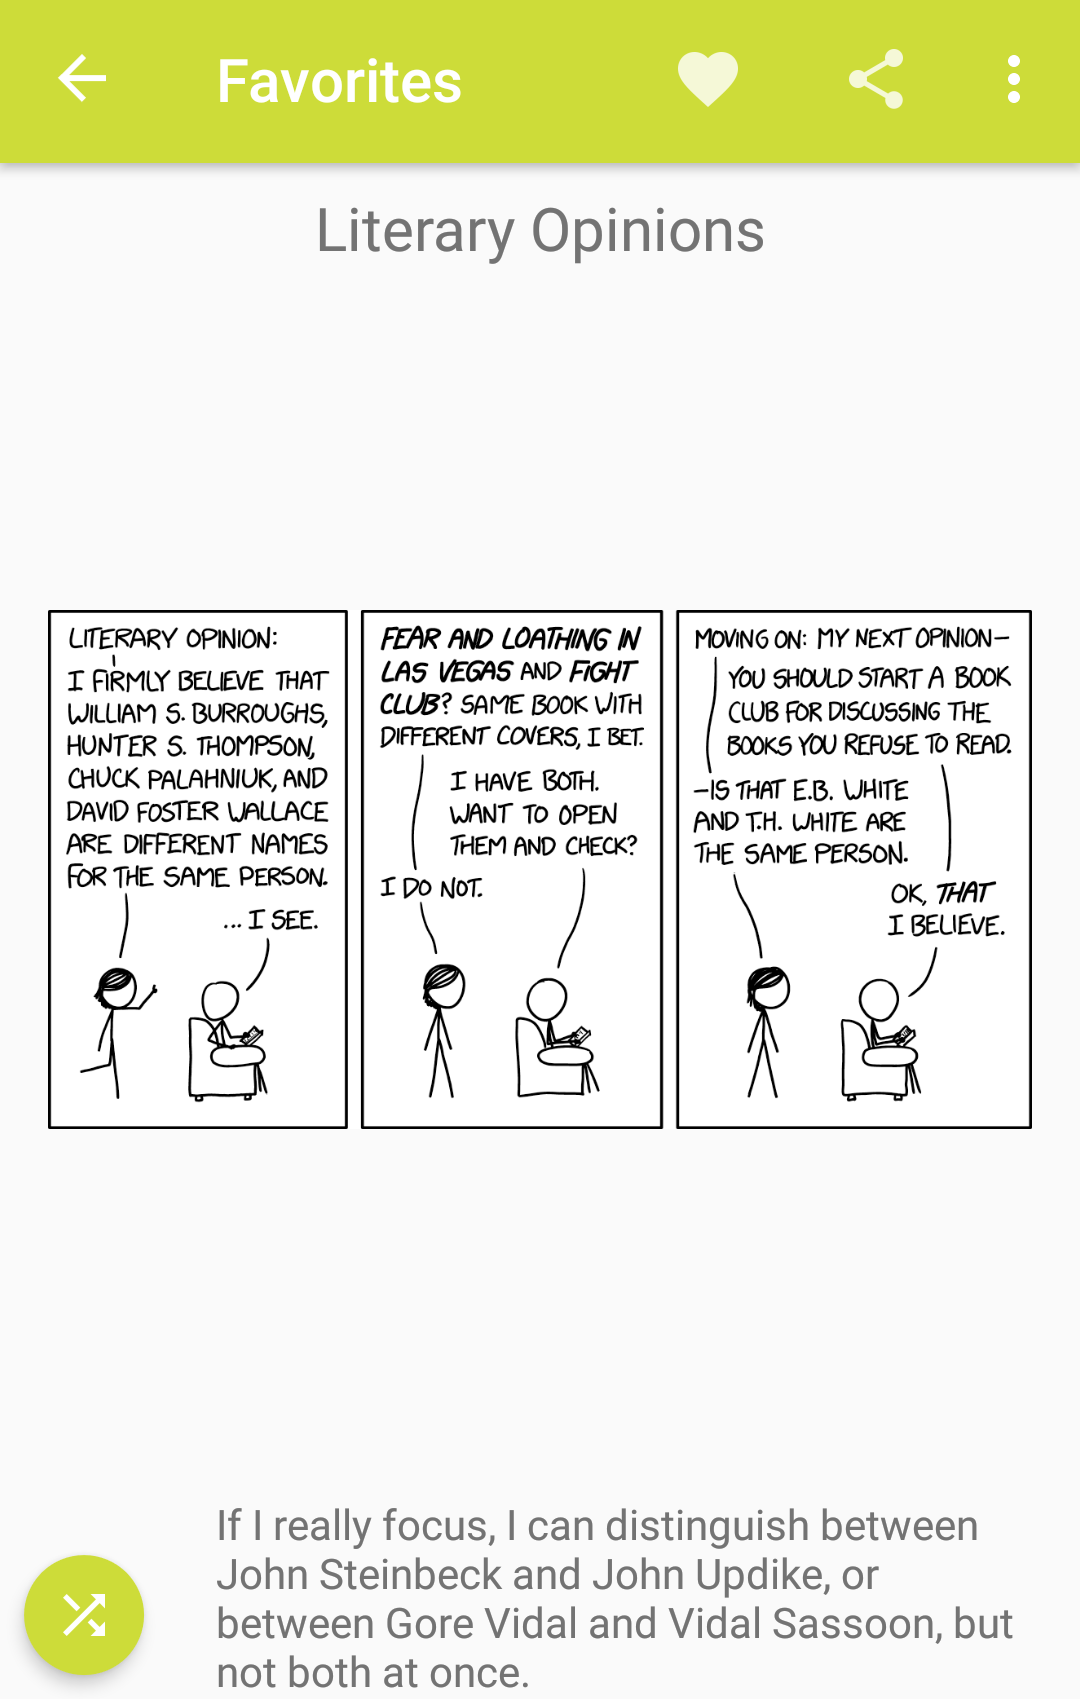 Favorites
Literary Opinions
LITERARY OPINION:
I FIRMLY BELIEVE THAT
WILLIAM S. BURROUGHS,
HUNTER S. THOMPSON,
CHUCK PALAHNIUK, AND
DAVID FOSTER WALLACE
ARE DIFFERENT NAMES
FOR THE SAME PERSON.
... I SEE.
FEAR AND LOATHING IN
LAS VEGAS AND FIGHT
CLUB? SAME BOOK WITH
DIFFERENT COVERS, I BET.
I HAVE BOTH.
WANT TO OPEN
THEM AND CHECK?
I DO NOT.
MOVING ON: MY NEXT OPINION—
YOU SHOULD START A BOOK
CLUB FOR DISCUSSING THE
BOOKS YOU REFUSE TO READ.
—IS THAT E.B. WHITE
AND T.H. WHITE ARE
THE SAME PERSON.
OK, THAT
I BELIEVE.
If I really focus, I can distinguish between
John Steinbeck and John Updike, or
between Gore Vidal and Vidal Sassoon, but
not both at once.